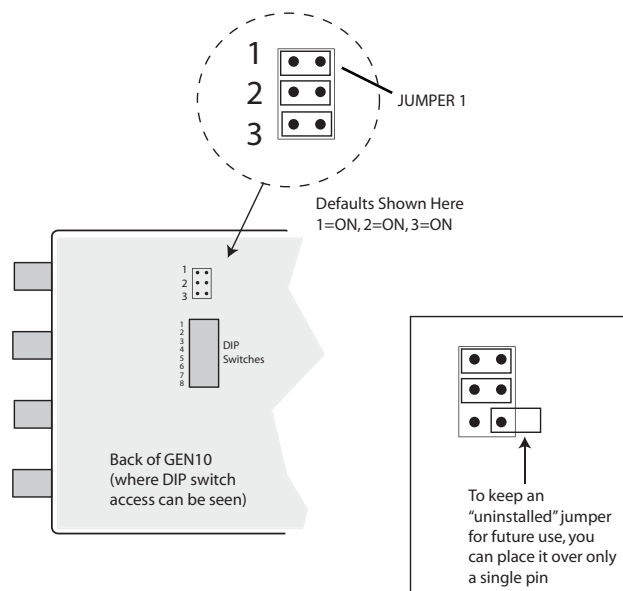 1
2
3
JUMPER 1
Defaults Shown Here
1=ON, 2=ON, 3=ON
1
2
3
1
2
3
4
5
6
7
8
DIP
Switches
Back of GEN10
(where DIP switch
access can be seen)
To keep an
“uninstalled” jumper
for future use, you
can place it over only
a single pin